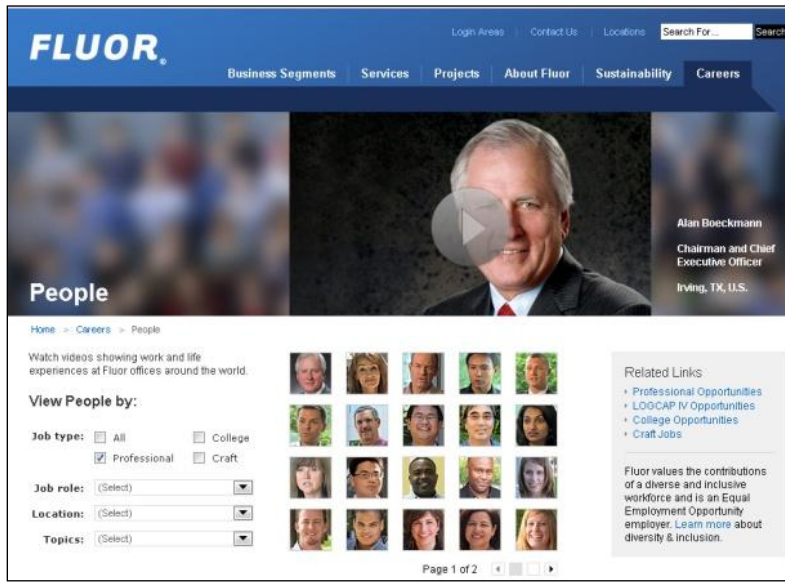 Login Areas | Contact Us | Locations Search For... Search
FLUOR®
Business Segments Services Projects About Fluor Sustainability Careers
Alan Boeckmann
Chairman and Chief
Executive Officer
Irving, TX, U.S.
People
Home > Careers > People
Watch videos showing work and life
experiences at Fluor offices around the world.
View People by:
Job type: All College
Professional Craft
Job role: (Select)
Location: (Select)
Topics: (Select)
Page 1 of 2
Related Links
Professional Opportunities
LOGCAP IV Opportunities
College Opportunities
Craft Jobs
Fluor values the contributions
of a diverse and inclusive
workforce and is an Equal
Employment Opportunity
employer. Learn more about
diversity & inclusion.